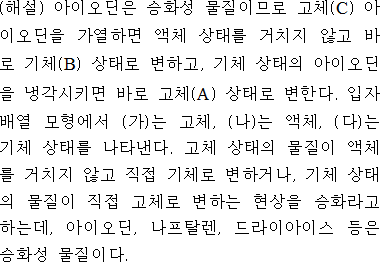 (해설) 아이오딘은 승화성 물질이므로 고체(C) 아
이오딘을 가열하면 액체 상태를 거치지 않고 바
로 기체(B) 상태로 변하고, 기체 상태의 아이오딘
을 냉각시키면 바로 고체(A) 상태로 변한다. 입자
배열 모형에서 (가)는 고체, (나)는 액체, (다)는
기체 상태를 나타낸다. 고체 상태의 물질이 액체
를 거치지 않고 직접 기체로 변하거나, 기체 상태
의 물질이 직접 고체로 변하는 현상을 승화라고
하는데, 아이오딘, 나프탈렌, 드라이아이스 등은
승화성 물질이다.